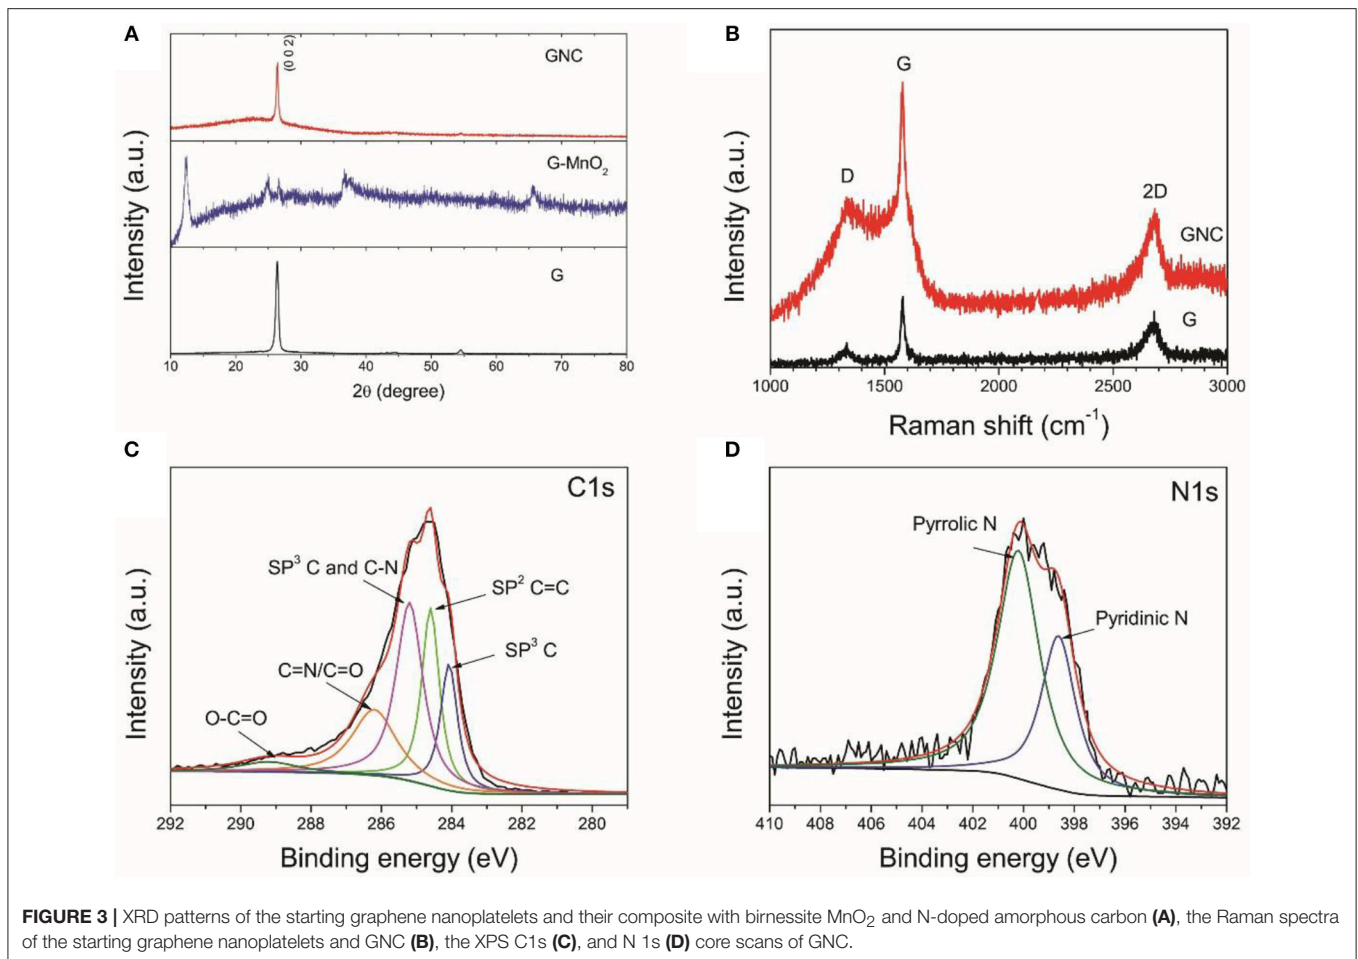 A
GNC
(0 0 2)
G-MnO2
G
Intensity (a.u.)
Intensity (a.u.)
10 20 30 40 50 60 70 80
2θ (degree)
B
G
D
2D
GNC
G
Intensity (a.u.)
1000 1500 2000 2500 3000
Raman shift (cm-1)
C
C1s
SP3 C and C-N
SP2 C=C
SP3 C
C=N/C=O
O-C=O
Intensity (a.u.)
292 290 288 286 284 282 280
Binding energy (eV)
D
N1s
Pyrrolic N
Pyridinic N
Intensity (a.u.)
410 408 406 404 402 400 398 396 394 392
Binding energy (eV)
FIGURE 3 | XRD patterns of the starting graphene nanoplatelets and their composite with birnessite MnO2 and N-doped amorphous carbon (A), the Raman spectra
of the starting graphene nanoplatelets and GNC (B), the XPS C1s (C), and N 1s (D) core scans of GNC.